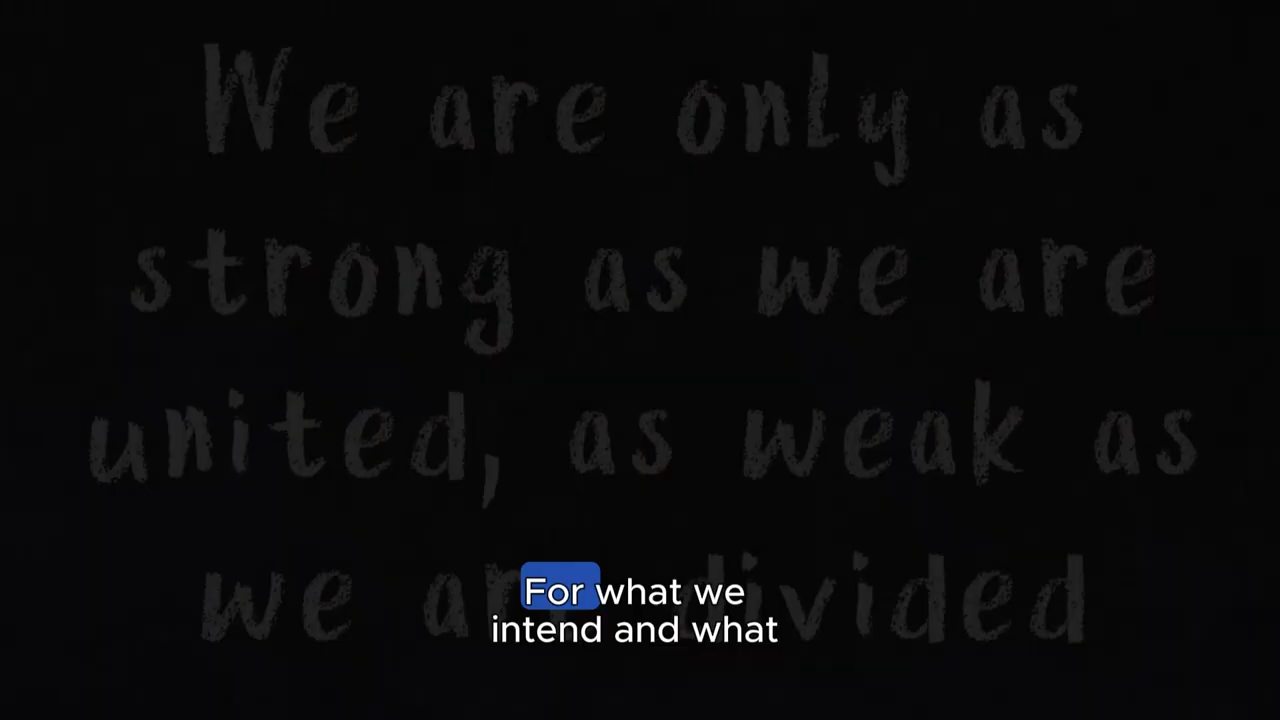 We are only as
strong as we are
united, as weak as
we are divided
For what we
intend and what